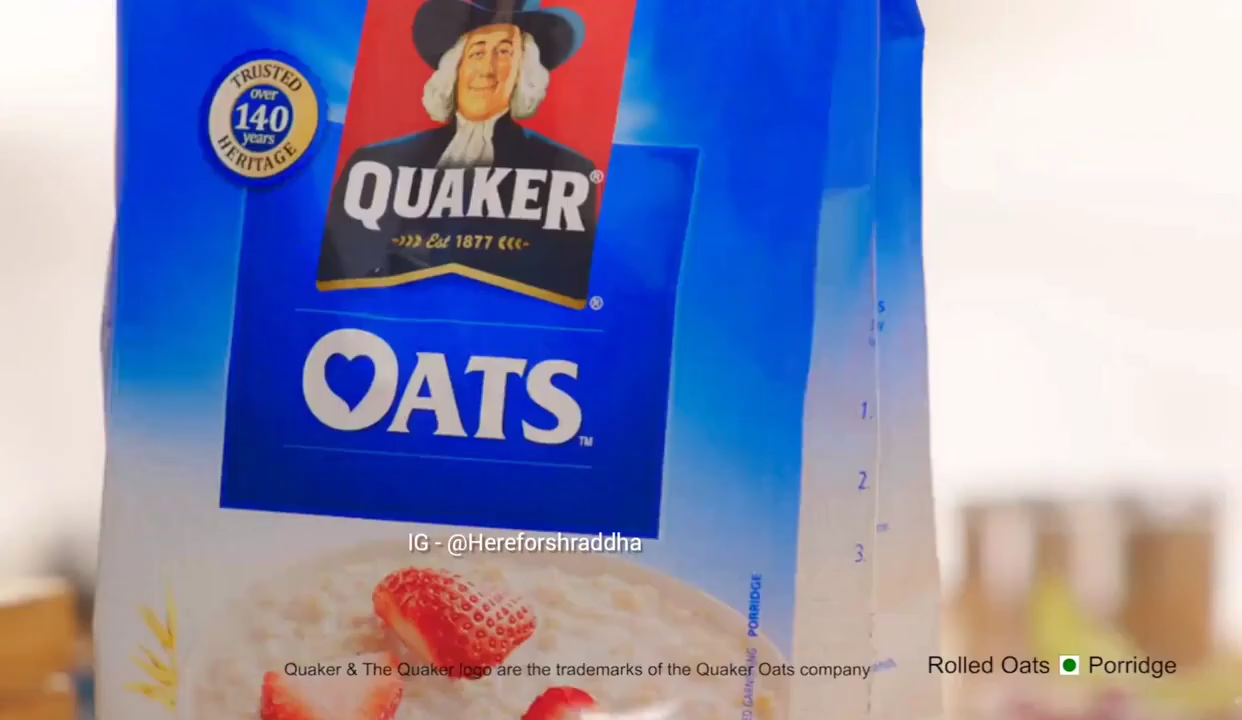 TRUSTED
over
140
years
HERITAGE
QUAKER®
Est 1877
®
OATS™
1.
2.
3.
IG - @Hereforshraddha
PORRIDGE
Quaker & The Quaker logo are the trademarks of the Quaker Oats company
Rolled Oats Porridge